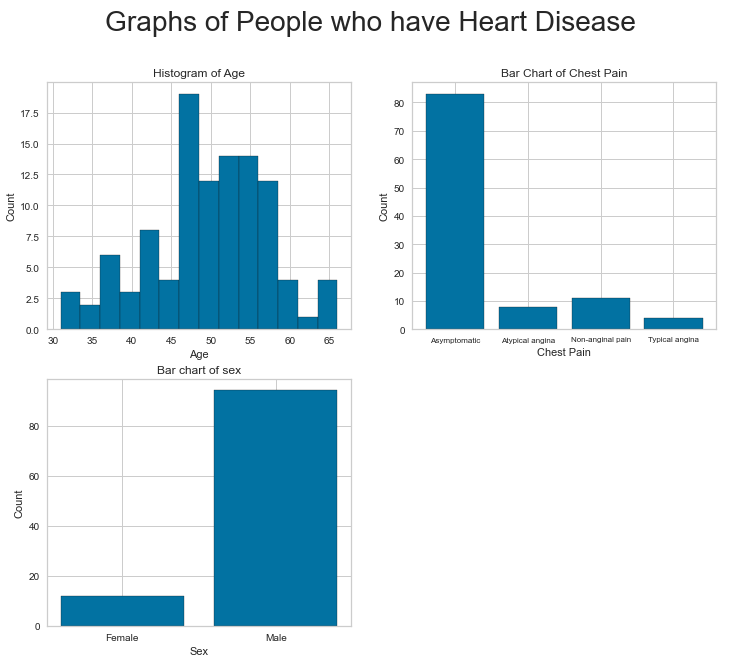 Graphs of People who have Heart Disease
Histogram of Age
17.5
15.0
12.5
10.0
7.5
5.0
2.5
0.0
Count
30 35 40 45 50 55 60 65
Age
Bar Chart of Chest Pain
80
70
60
50
40
30
20
10
0
Count
Asymptomatic Atypical angina Non-anginal pain Typical angina
Chest Pain
Bar chart of sex
80
60
40
20
0
Count
Female Male
Sex